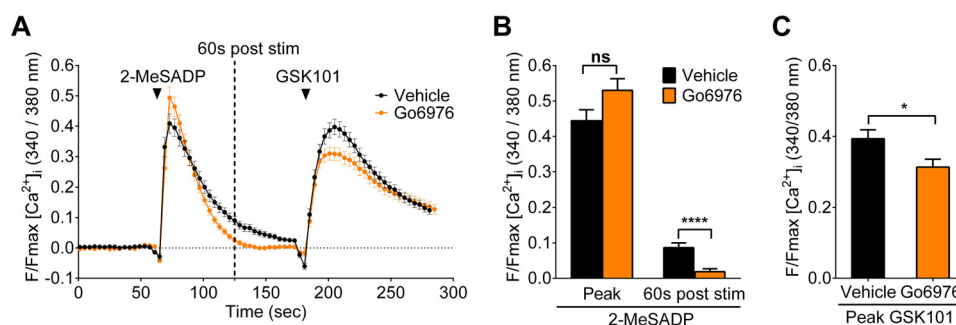 A
60s post stim
2-MeSADP
GSK101
Vehicle
Go6976
F/Fmax [Ca²⁺]ᵢ (340 / 380 nm)
0.6
0.5
0.4
0.3
0.2
0.1
0.0
-0.1
0
50
100
150
200
250
300
Time (sec)
B
ns
Vehicle
Go6976
****
F/Fmax [Ca²⁺]ᵢ (340 / 380 nm)
0.6
0.5
0.4
0.3
0.2
0.1
0.0
Peak
60s post stim
2-MeSADP
C
*
F/Fmax [Ca²⁺]ᵢ (340/380 nm)
0.6
0.4
0.2
0.0
Vehicle Go6976
Peak GSK101